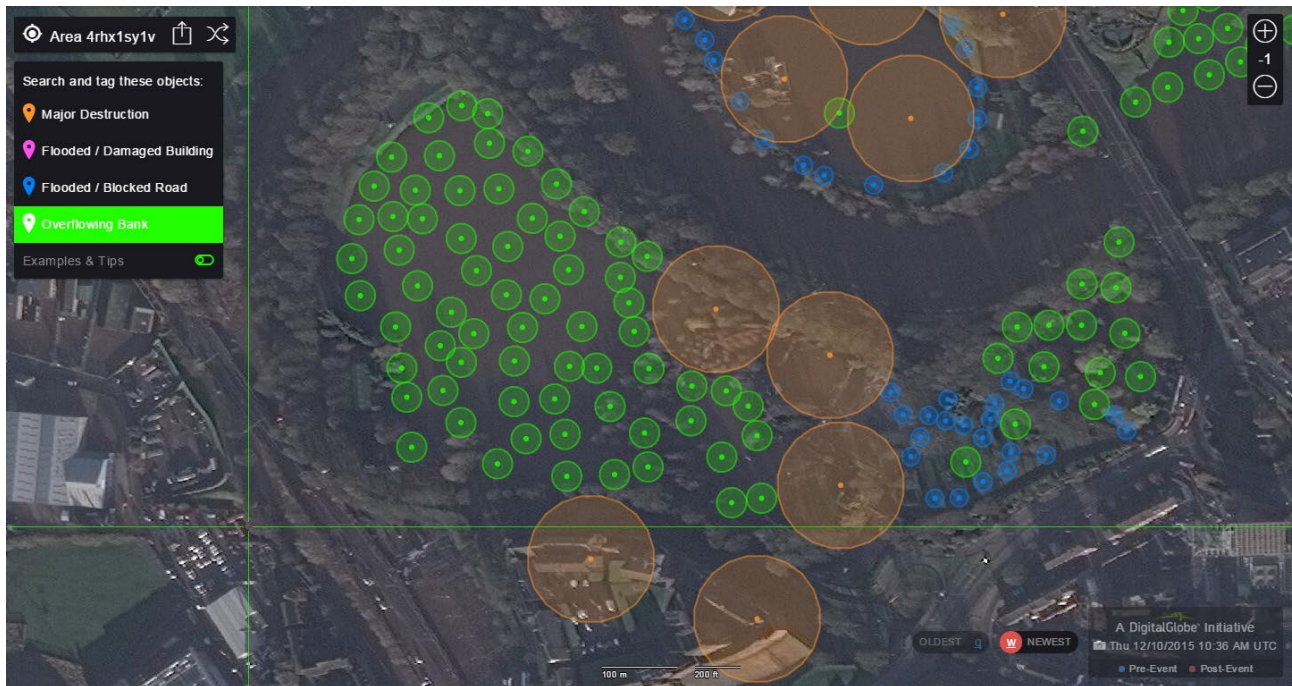 Area 4rhx1sy1v
Search and tag these objects:
Major Destruction
Flooded / Damaged Building
Flooded / Blocked Road
Overflowing Bank
Examples & Tips
-1
OLDEST q
w NEWEST
A DigitalGlobe® Initiative
Thu 12/10/2015 10:36 AM UTC
Pre-Event Post-Event
100 m 200 ft